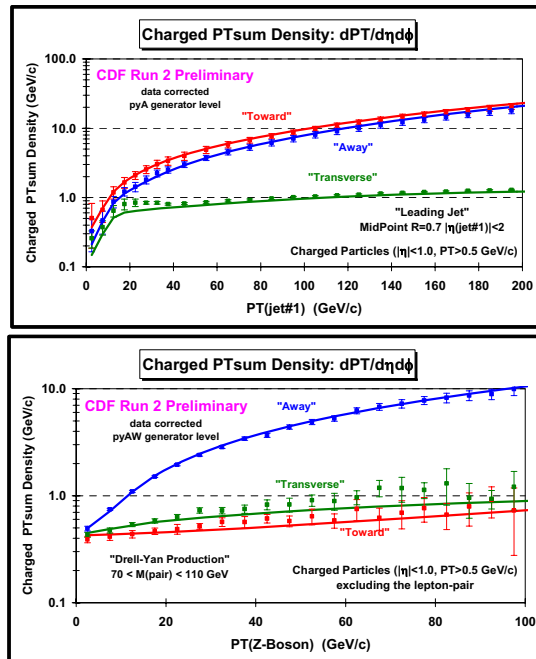 Charged PTsum Density: dPT/dηdϕ
100.0
10.0
1.0
0.1
Charged PTsum Density (GeV/c)
CDF Run 2 Preliminary
data corrected
pyA generator level
"Toward"
"Away"
"Transverse"
"Leading Jet"
MidPoint R=0.7 |η(jet#1)|<2
Charged Particles (|η|<1.0, PT>0.5 GeV/c)
0 20 40 60 80 100 120 140 160 180 200
PT(jet#1) (GeV/c)
Charged PTsum Density: dPT/dηdϕ
10.0
1.0
0.1
Charged PTsum Density (GeV/c)
CDF Run 2 Preliminary
data corrected
pyAW generator level
"Away"
"Transverse"
"Toward"
"Drell-Yan Production"
70 < M(pair) < 110 GeV
Charged Particles (|η|<1.0, PT>0.5 GeV/c)
excluding the lepton-pair
0 20 40 60 80 100
PT(Z-Boson) (GeV/c)